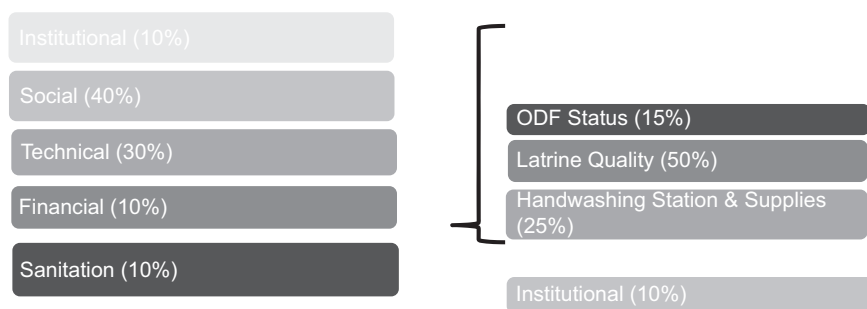 Institutional (10%)
Social (40%)
Technical (30%)
Financial (10%)
Sanitation (10%)
ODF Status (15%)
Latrine Quality (50%)
Handwashing Station & Supplies
(25%)
Institutional (10%)